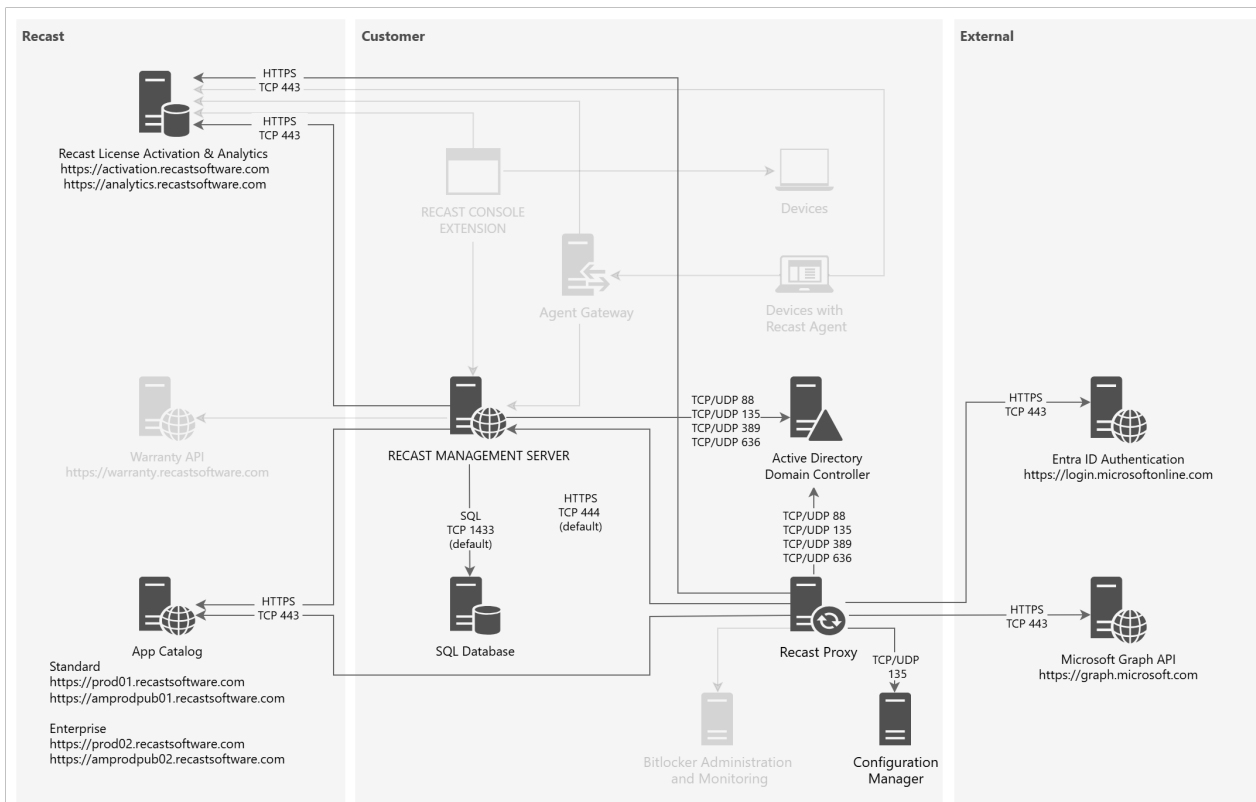 Recast
Customer
External
HTTPS
TCP 443
HTTPS
TCP 443
Recast License Activation & Analytics
https://activation.recastsoftware.com
https://analytics.recastsoftware.com
RECAST CONSOLE
EXTENSION
Devices
Agent Gateway
Devices with
Recast Agent
Warranty API
https://warranty.recastsoftware.com
RECAST MANAGEMENT SERVER
TCP/UDP 88
TCP/UDP 135
TCP/UDP 389
TCP/UDP 636
Active Directory
Domain Controller
HTTPS
TCP 443
Entra ID Authentication
https://login.microsoftonline.com
SQL
TCP 1433
(default)
HTTPS
TCP 444
(default)
TCP/UDP 88
TCP/UDP 135
TCP/UDP 389
TCP/UDP 636
HTTPS
TCP 443
App Catalog
Standard
https://prod01.recastsoftware.com
https://amprodpub01.recastsoftware.com
Enterprise
https://prod02.recastsoftware.com
https://amprodpub02.recastsoftware.com
SQL Database
Recast Proxy
HTTPS
TCP 443
Microsoft Graph API
https://graph.microsoft.com
TCP/UDP
135
Bitlocker Administration
and Monitoring
Configuration
Manager